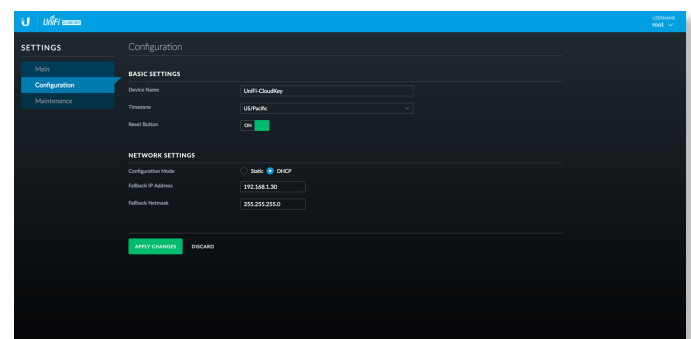 U UniFi CLOUD KEY
USERNAME
root
SETTINGS
Configuration
Main
Configuration
Maintenance
BASIC SETTINGS
Device Name UniFi-CloudKey
Timezone US/Pacific
Reset Button ON
NETWORK SETTINGS
Configuration Mode Static DHCP
Fallback IP Address 192.168.1.30
Fallback Netmask 255.255.255.0
APPLY CHANGES DISCARD